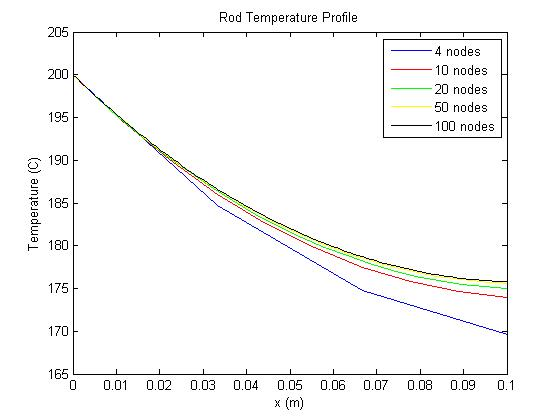 Rod Temperature Profile
205
200
195
190
185
180
175
170
165
Temperature (C)
4 nodes
10 nodes
20 nodes
50 nodes
100 nodes
0 0.01 0.02 0.03 0.04 0.05 0.06 0.07 0.08 0.09 0.1
x (m)